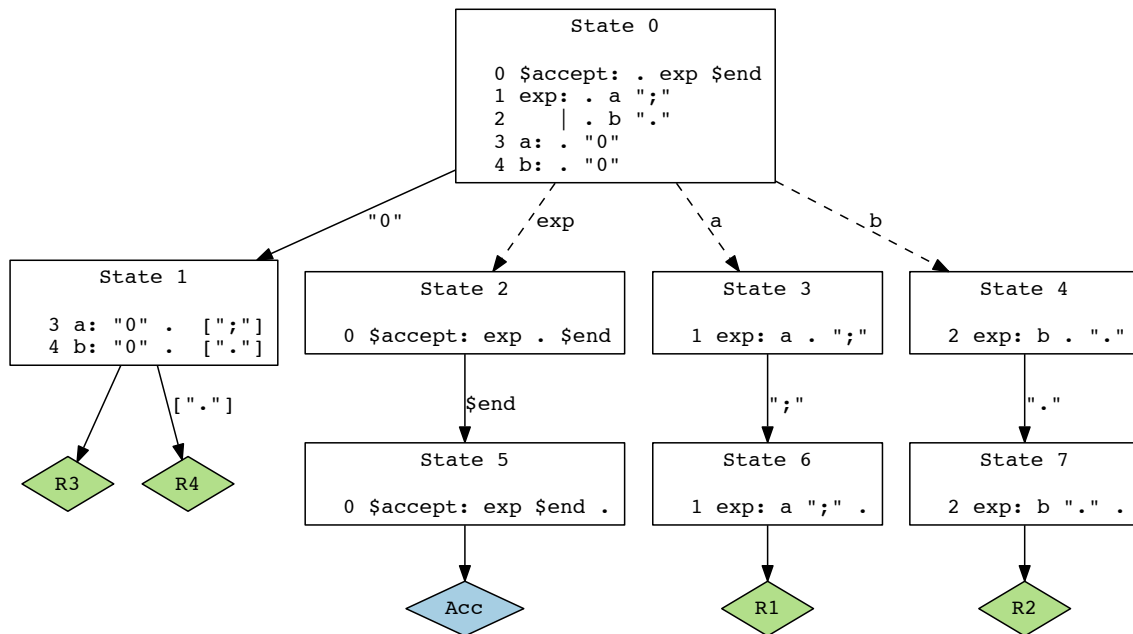 State 0
0 $accept: . exp $end
1 exp: . a ";"
2    | . b "."
3 a: . "0"
4 b: . "0"
"0"
exp
a
b
State 1
3 a: "0" .  [";"]
4 b: "0" .  ["."]
State 2
0 $accept: exp . $end
State 3
1 exp: a . ";"
State 4
2 exp: b . "."
["."]
$end
";"
"."
R3
R4
State 5
0 $accept: exp $end .
State 6
1 exp: a ";" .
State 7
2 exp: b "." .
Acc
R1
R2